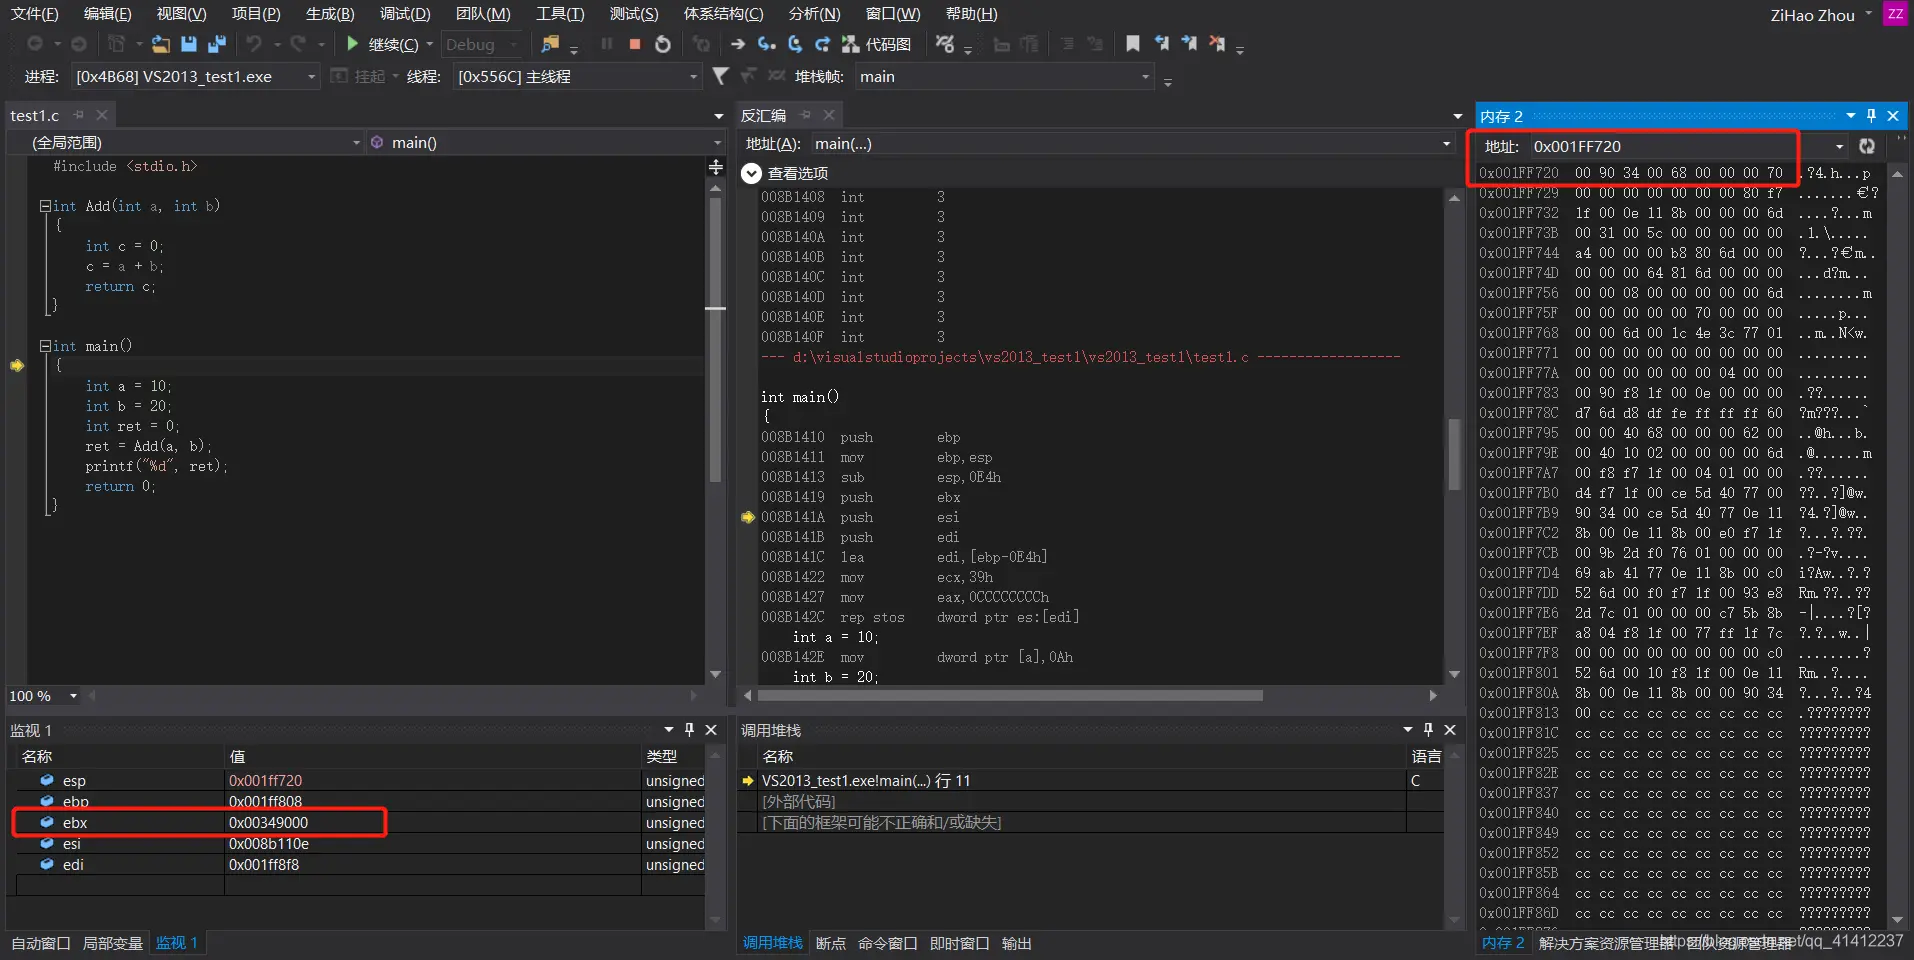 文件(F) 编辑(E) 视图(V) 项目(P) 生成(B) 调试(D) 团队(M) 工具(T) 测试(S) 体系结构(C) 分析(N) 窗口(W) 帮助(H) ZiHao Zhou ZZ
继续(C) Debug 代码图
进程: [0x4B68] VS2013_test1.exe 挂起 线程: [0x556C] 主线程 堆栈帧: main
test1.c
(全局范围) main()
#include <stdio.h>
int Add(int a, int b)
{
int c = 0;
c = a + b;
return c;
}
int main()
{
int a = 10;
int b = 20;
int ret = 0;
ret = Add(a, b);
printf("%d", ret);
return 0;
}
100 %
反汇编
地址(A): main(...)
查看选项
008B1408 int 3
008B1409 int 3
008B140A int 3
008B140B int 3
008B140C int 3
008B140D int 3
008B140E int 3
008B140F int 3
--- d:\visualstudioprojects\vs2013_test1\vs2013_test1\test1.c ------------------
int main()
{
008B1410 push ebp
008B1411 mov ebp,esp
008B1413 sub esp,0E4h
008B1419 push ebx
008B141A push esi
008B141B push edi
008B141C lea edi,[ebp-0E4h]
008B1422 mov ecx,39h
008B1427 mov eax,0CCCCCCCCh
008B142C rep stos dword ptr es:[edi]
int a = 10;
008B142E mov dword ptr [a],0Ah
int b = 20;
内存 2
地址: 0x001FF720
0x001FF720 00 90 34 00 68 00 00 00 70 .?4.h...p
0x001FF729 00 00 00 00 00 00 00 80 f7 .......€?
0x001FF732 1f 00 0e 11 8b 00 00 00 6d ....?...m
0x001FF73B 00 31 00 5c 00 00 00 00 00 .1.\.....
0x001FF744 a4 00 00 00 b8 80 6d 00 00 ?...?€m..
0x001FF74D 00 00 00 64 81 6d 00 00 00 ...d?m...
0x001FF756 00 00 08 00 00 00 00 00 6d ........m
0x001FF75F 00 00 00 00 00 70 00 00 00 .....p...
0x001FF768 00 00 6d 00 1c 4e 3c 77 01 ..m..N<w.
0x001FF771 00 00 00 00 00 00 00 00 00 .........
0x001FF77A 00 00 00 00 00 00 04 00 00 .........
0x001FF783 00 90 f8 1f 00 0e 00 00 00 .??......
0x001FF78C d7 6d d8 df fe ff ff ff 60 ?m???...`
0x001FF795 00 00 40 68 00 00 00 62 00 ..@h...b.
0x001FF79E 00 40 10 02 00 00 00 00 6d .@......m
0x001FF7A7 00 f8 f7 1f 00 04 01 00 00 .??......
0x001FF7B0 d4 f7 1f 00 ce 5d 40 77 00 ??..?]@w.
0x001FF7B9 90 34 00 ce 5d 40 77 0e 11 ?4.?]@w..
0x001FF7C2 8b 00 0e 11 8b 00 e0 f7 1f ?...?.??.
0x001FF7CB 00 9b 2d f0 76 01 00 00 00 .?-?v....
0x001FF7D4 69 ab 41 77 0e 11 8b 00 c0 i?Aw..?.?
0x001FF7DD 52 6d 00 f0 f7 1f 00 93 e8 Rm.??..??
0x001FF7E6 2d 7c 01 00 00 00 c7 5b 8b -|....?[?
0x001FF7EF a8 04 f8 1f 00 77 ff 1f 7c ?.?..w..|
0x001FF7F8 00 00 00 00 00 00 00 00 c0 ........?
0x001FF801 52 6d 00 10 f8 1f 00 0e 11 Rm..?....
0x001FF80A 8b 00 0e 11 8b 00 00 90 34 ?...?..?4
0x001FF813 00 cc cc cc cc cc cc cc cc .????????
0x001FF81C cc cc cc cc cc cc cc cc cc ?????????
0x001FF825 cc cc cc cc cc cc cc cc cc ?????????
0x001FF82E cc cc cc cc cc cc cc cc cc ?????????
0x001FF837 cc cc cc cc cc cc cc cc cc ?????????
0x001FF840 cc cc cc cc cc cc cc cc cc ?????????
0x001FF849 cc cc cc cc cc cc cc cc cc ?????????
0x001FF852 cc cc cc cc cc cc cc cc cc ?????????
0x001FF85B cc cc cc cc cc cc cc cc cc ?????????
0x001FF864 cc cc cc cc cc cc cc cc cc ?????????
0x001FF86D cc cc cc cc cc cc cc cc cc ?????????
监视 1
名称 值 类型
esp 0x001ff720 unsigned
ebp 0x001ff808 unsigned
ebx 0x00349000 unsigned
esi 0x008b110e unsigned
edi 0x001ff8f8 unsigned
自动窗口 局部变量 监视 1
调用堆栈
名称 语言
VS2013_test1.exe!main(...) 行 11 C
[外部代码]
[下面的框架可能不正确和/或缺失]
调用堆栈 断点 命令窗口 即时窗口 输出
内存 2 解决方案资源管理器 团队资源管理器
https://blog.csdn.net/qq_41412237